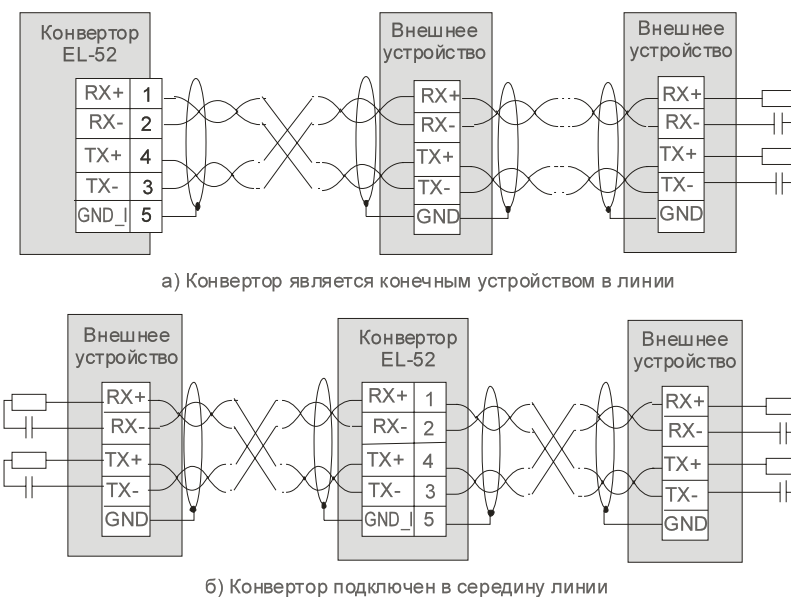 Конвертор
EL-52
RX+ 1
RX- 2
TX+ 4
TX- 3
GND_I 5
Внешнее
устройство
RX+
RX-
TX+
TX-
GND
Внешнее
устройство
RX+
RX-
TX+
TX-
GND
а) Конвертор является конечным устройством в линии
Внешнее
устройство
RX+
RX-
TX+
TX-
GND
Конвертор
EL-52
RX+ 1
RX- 2
TX+ 4
TX- 3
GND_I 5
Внешнее
устройство
RX+
RX-
TX+
TX-
GND
б) Конвертор подключен в середину линии